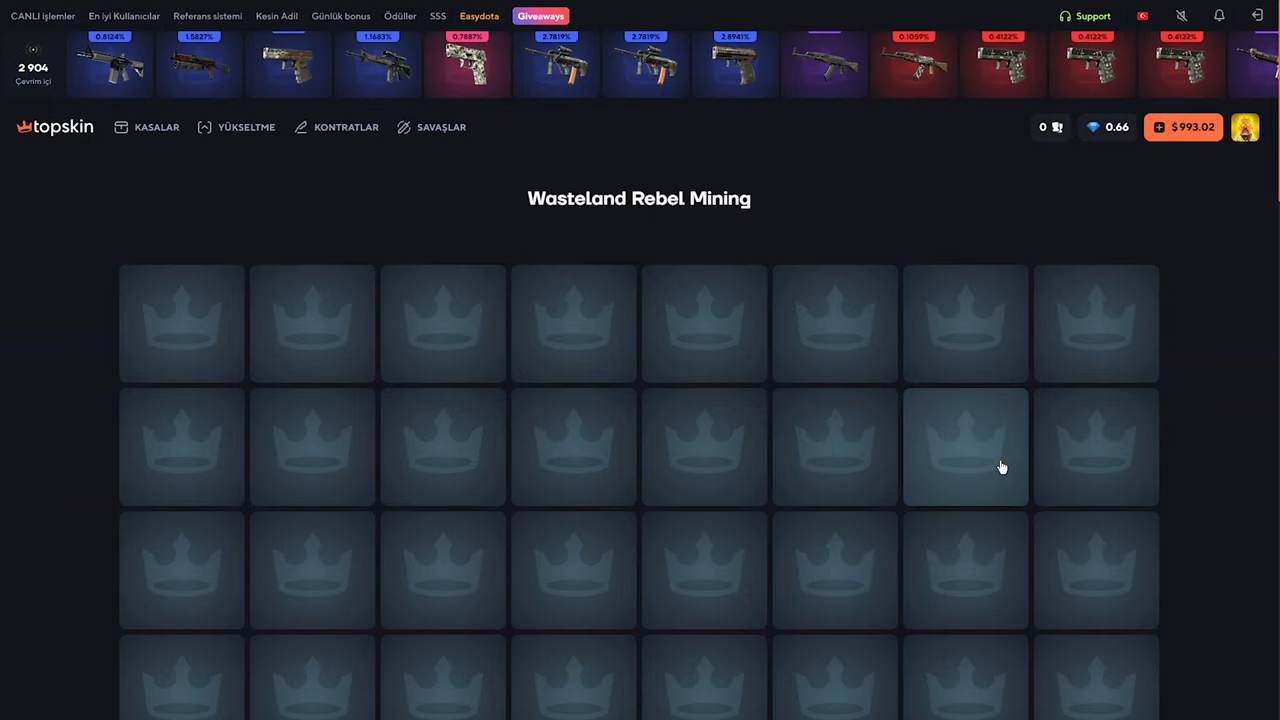 CANLI işlemler En iyi Kullanıcılar Referans sistemi Kesin Adil Günlük bonus Ödüller SSS Easydota Giveaways Support
0.8124% 1.5827% 1.1683% 0.7887% 2.7819% 2.7819% 2.8941% 0.1059% 0.4122% 0.4122% 0.4122%
2 904
Çevrim içi
topskin KASALAR YÜKSELTME KONTRATLAR SAVAŞLAR 0 0.66 $993.02
Wasteland Rebel Mining